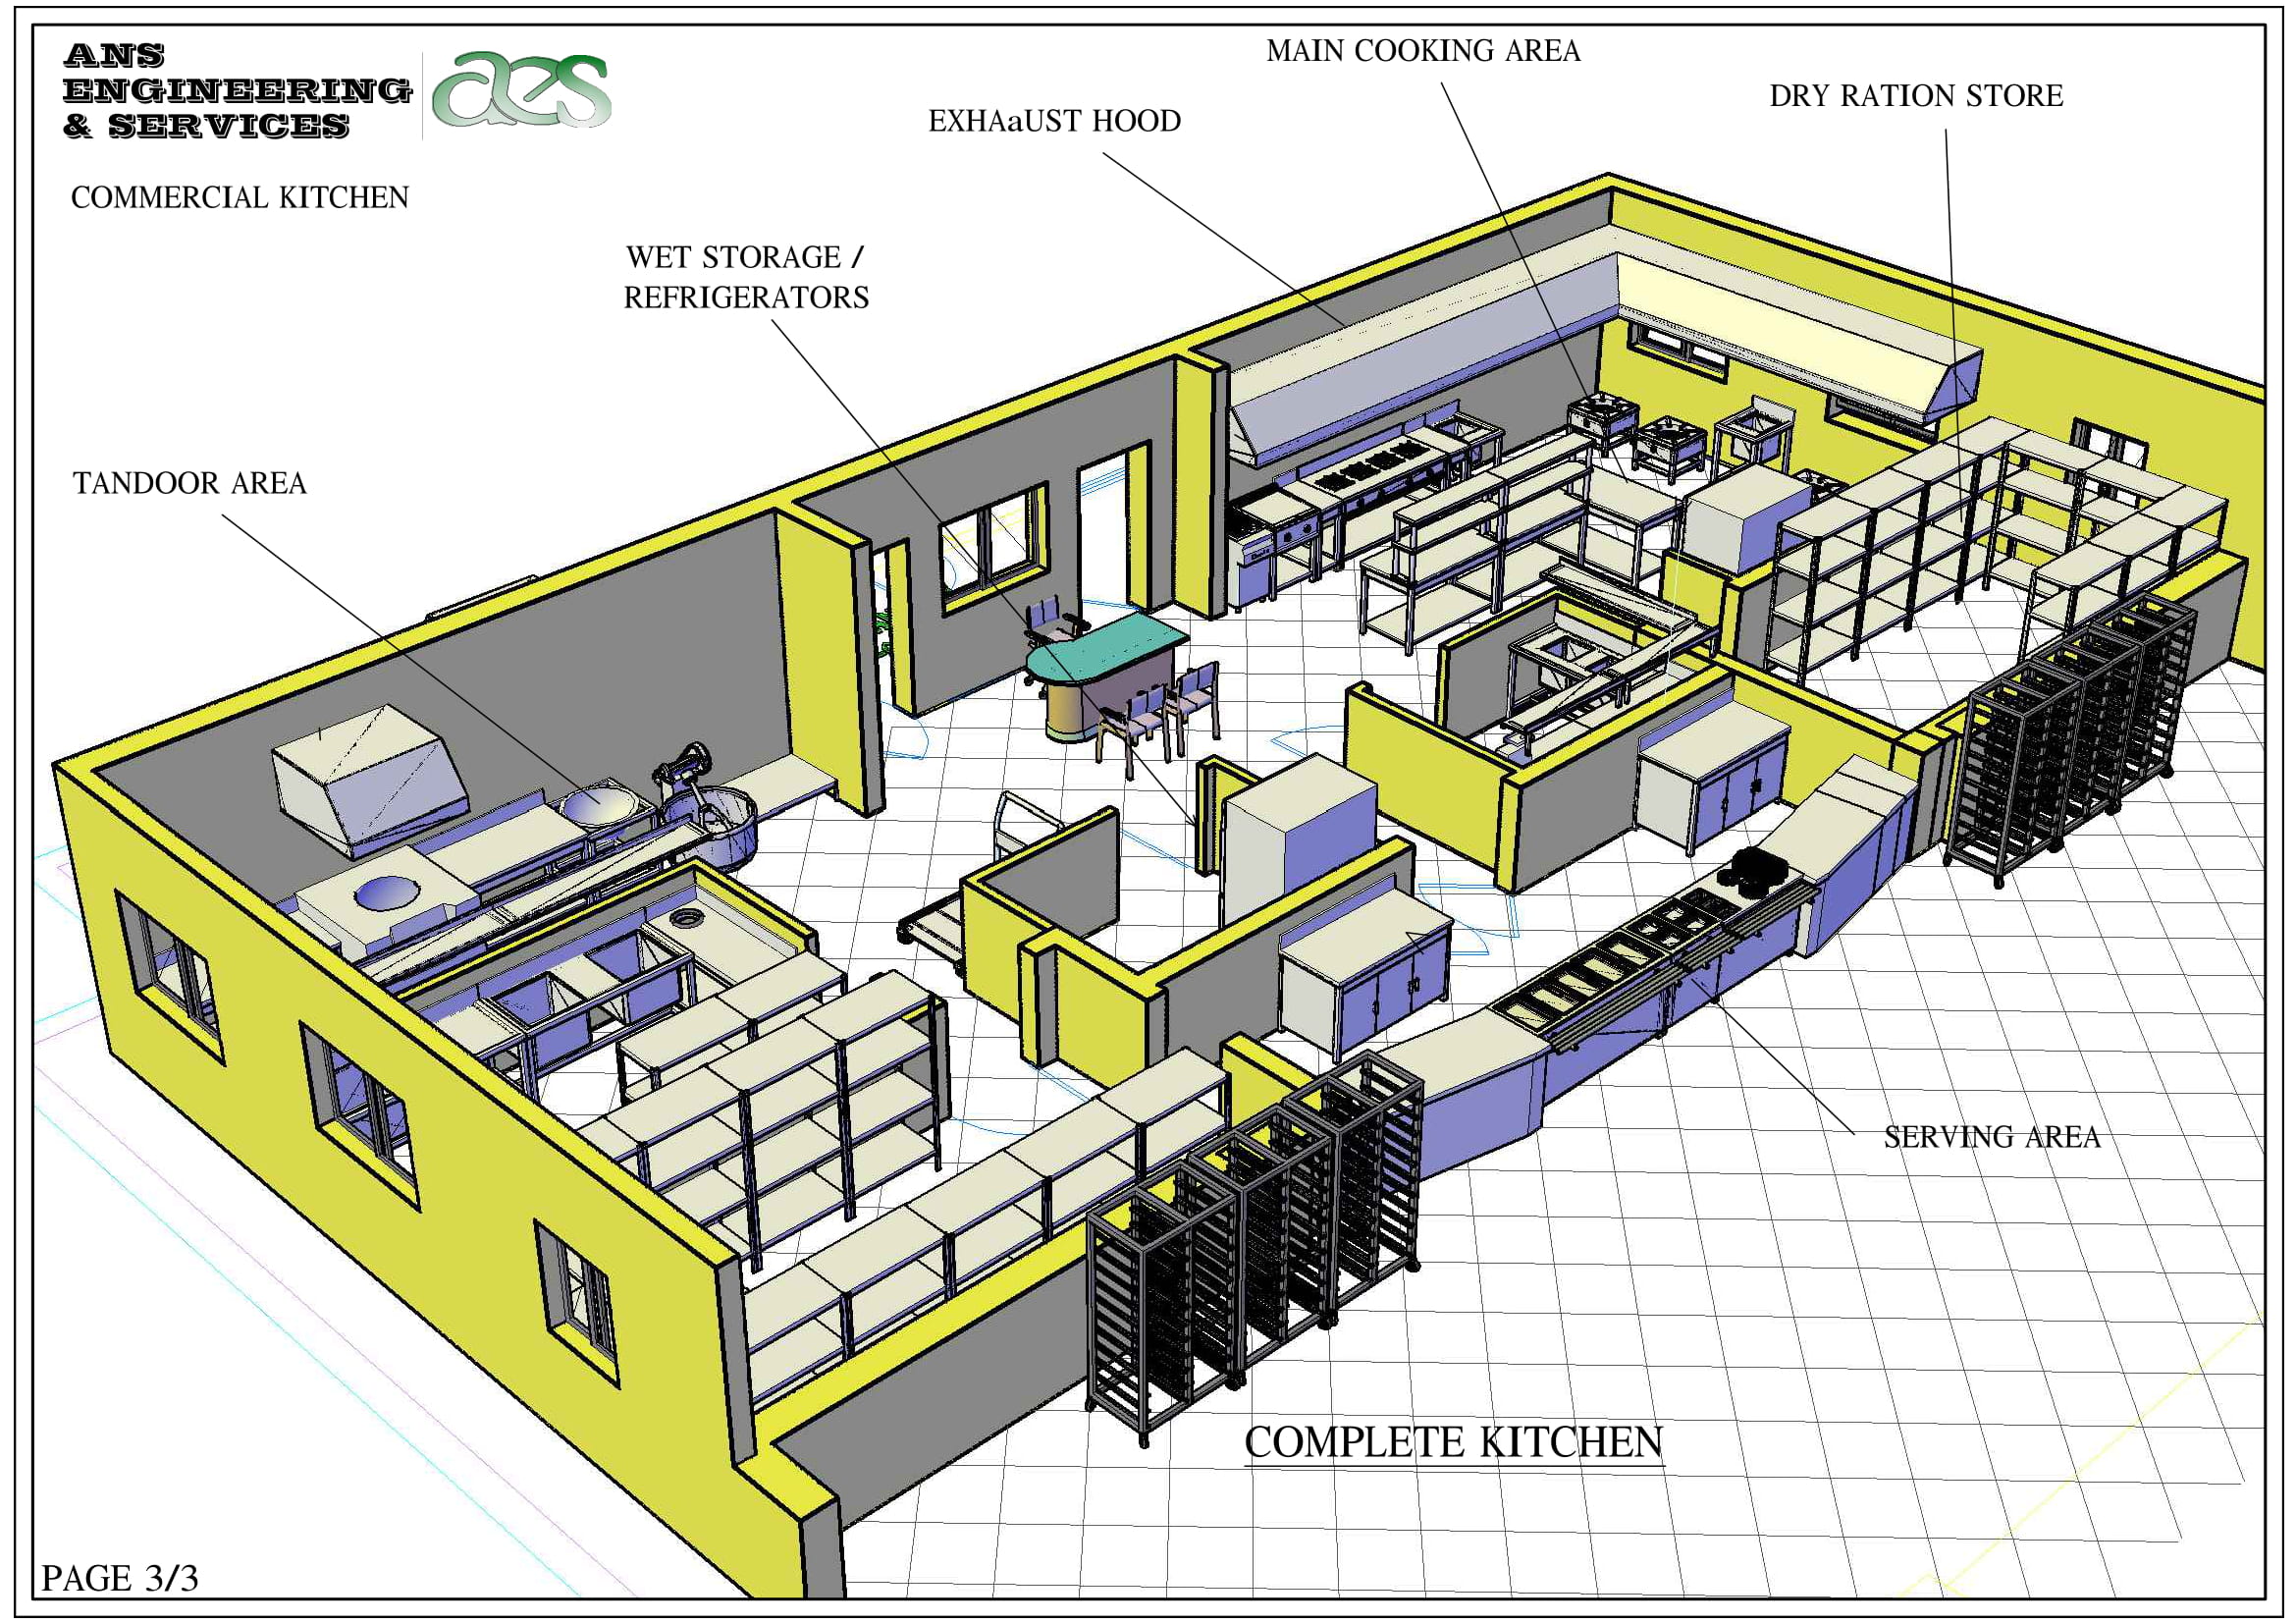 ANS
ENGINEERING
& SERVICES
aes
COMMERCIAL KITCHEN
MAIN COOKING AREA
DRY RATION STORE
EXHAaUST HOOD
WET STORAGE /
REFRIGERATORS
TANDOOR AREA
SERVING AREA
COMPLETE KITCHEN
PAGE 3/3